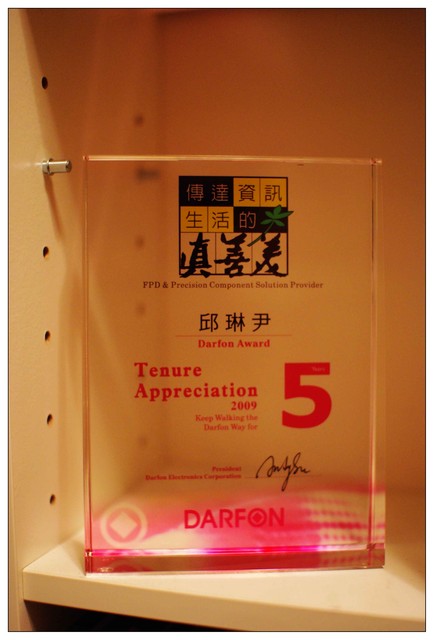 傳達資訊
生活的
真善美
FPD & Precision Component Solution Provider
邱琳尹
Darfon Award
Tenure
Appreciation
2009
Keep Walking the
Darfon Way for
Years
5
President
Darfon Electronics Corporation
DARFON